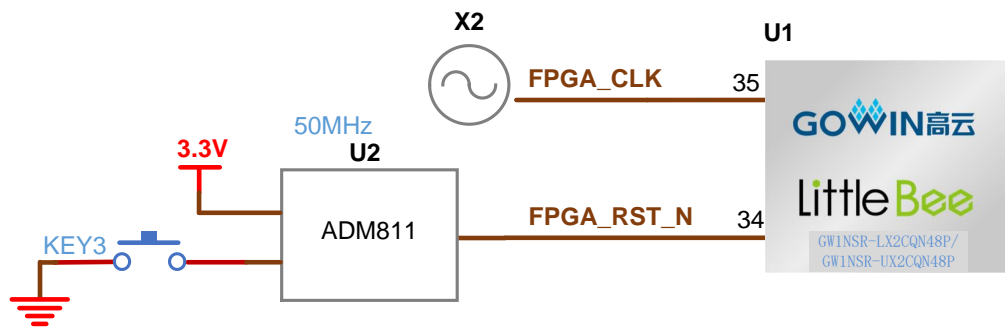 X2
U1
FPGA_CLK
35
GOWIN高云
50MHz
3.3V
U2
LittleBee
ADM811
FPGA_RST_N
34
KEY3
GW1NSR-LX2CQN48P/
GW1NSR-UX2CQN48P